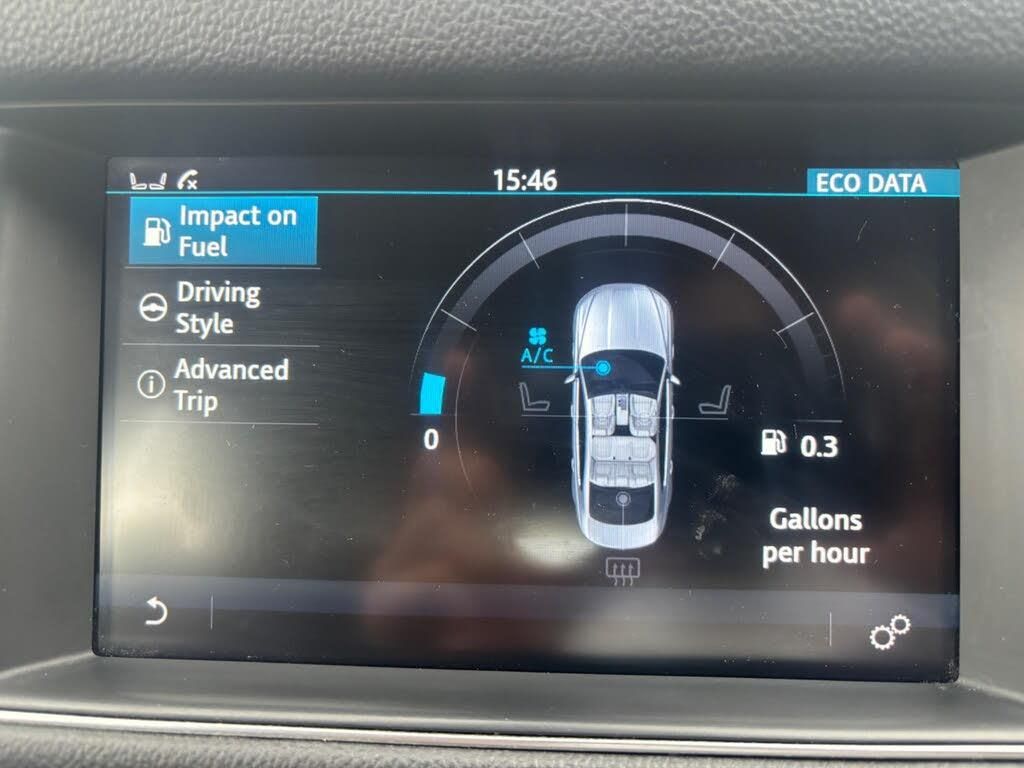 15:46
ECO DATA
Impact on
Fuel
Driving
Style
Advanced
Trip
A/C
0
0.3
Gallons
per hour